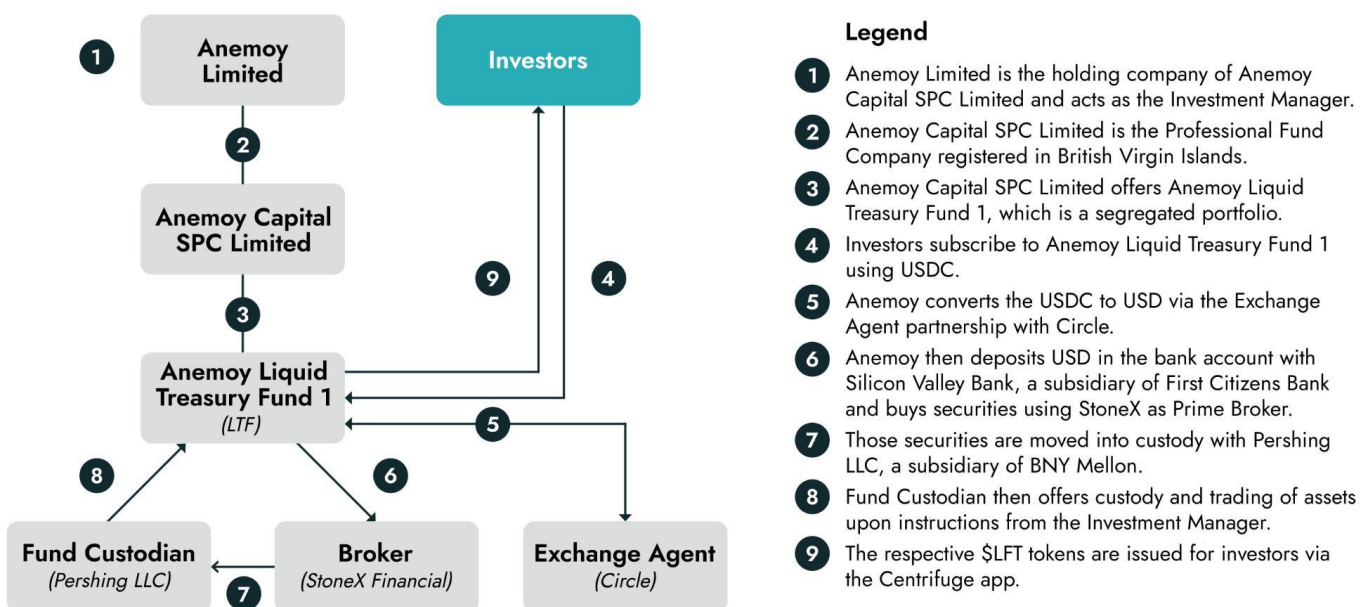 1
Anemoy
Limited
Investors
2
Anemoy Capital
SPC Limited
9
4
3
Anemoy Liquid
Treasury Fund 1
(LTF)
5
8
6
Fund Custodian
(Pershing LLC)
Broker
(StoneX Financial)
Exchange Agent
(Circle)
7
Legend
1 Anemoy Limited is the holding company of Anemoy
Capital SPC Limited and acts as the Investment Manager.
2 Anemoy Capital SPC Limited is the Professional Fund
Company registered in British Virgin Islands.
3 Anemoy Capital SPC Limited offers Anemoy Liquid
Treasury Fund 1, which is a segregated portfolio.
4 Investors subscribe to Anemoy Liquid Treasury Fund 1
using USDC.
5 Anemoy converts the USDC to USD via the Exchange
Agent partnership with Circle.
6 Anemoy then deposits USD in the bank account with
Silicon Valley Bank, a subsidiary of First Citizens Bank
and buys securities using StoneX as Prime Broker.
7 Those securities are moved into custody with Pershing
LLC, a subsidiary of BNY Mellon.
8 Fund Custodian then offers custody and trading of assets
upon instructions from the Investment Manager.
9 The respective $LFT tokens are issued for investors via
the Centrifuge app.